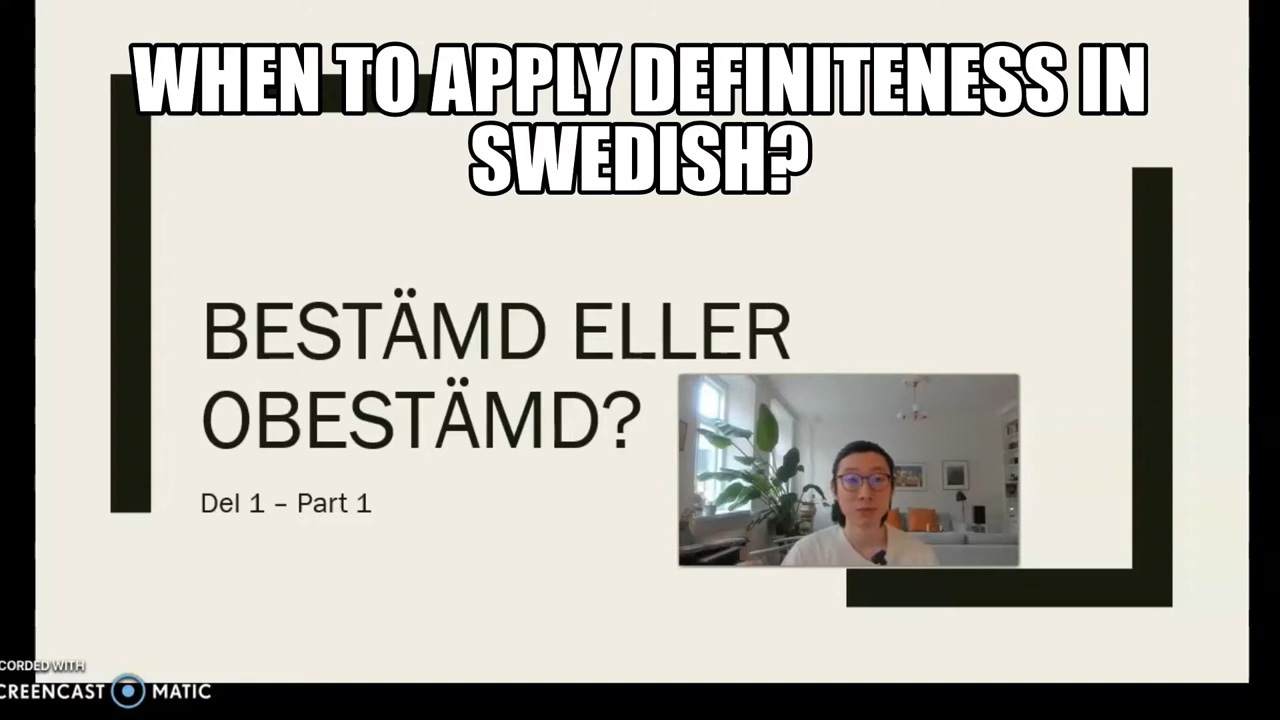 WHEN TO APPLY DEFINITENESS IN
SWEDISH?
BESTÄMD ELLER
OBESTÄMD?
Del 1 – Part 1
CORDED WITH
CREENCAST MATIC